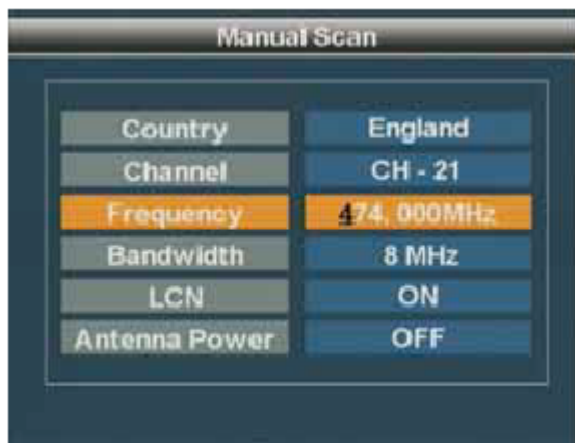 Manual Scan
Country England
Channel CH - 21
Frequency 474. 000MHz
Bandwidth 8 MHz
LCN ON
Antenna Power OFF